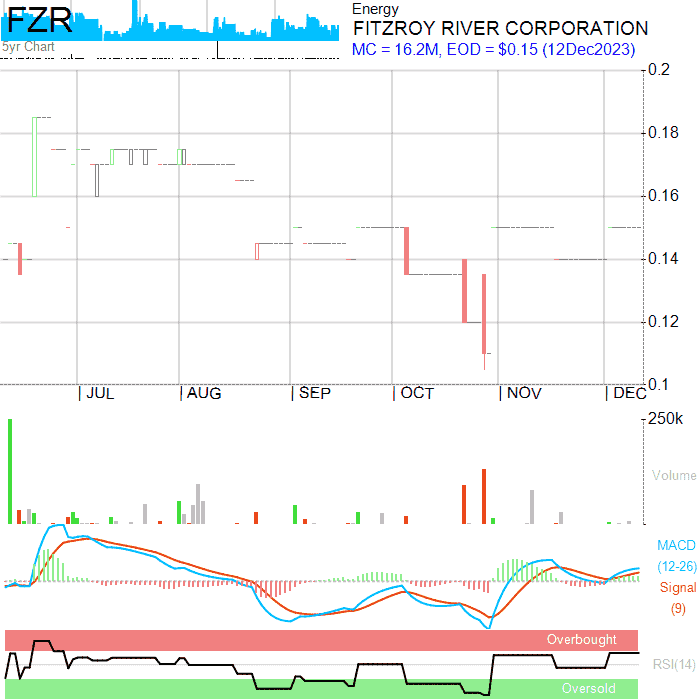 FZR
5yr Chart
Energy
FITZROY RIVER CORPORATION
MC = 16.2M, EOD = $0.15 (12Dec2023)
0.2
0.18
0.16
0.14
0.12
0.1
| JUL | AUG | SEP | OCT | NOV | DEC
250k
Volume
MACD
(12-26)
Signal
(9)
Overbought
RSI(14)
Oversold